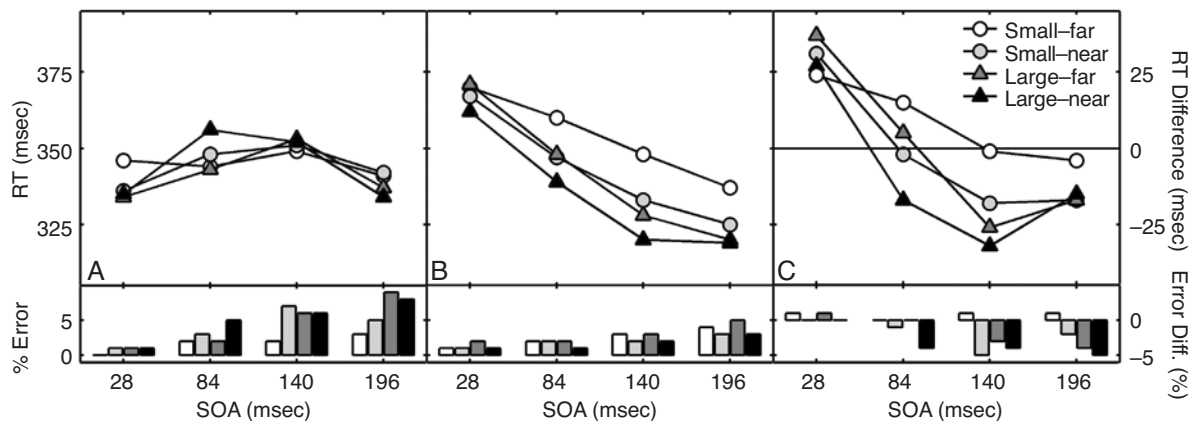 Small–far
Small–near
Large–far
Large–near
RT (msec)
375
350
325
A
B
C
25
0
−25
RT Difference (msec)
% Error
5
0
0
−5
Error Diff. (%)
28 84 140 196
28 84 140 196
28 84 140 196
SOA (msec)
SOA (msec)
SOA (msec)